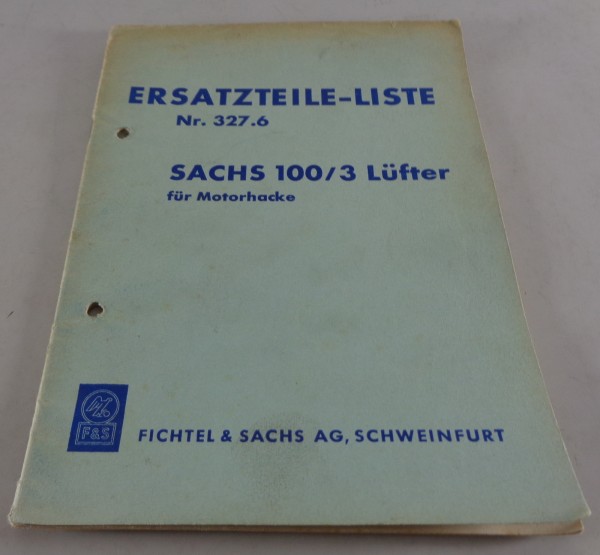 ERSATZTEILE-LISTE
Nr. 327.6
SACHS 100/3 Lüfter
für Motorhacke
F&S
FICHTEL & SACHS AG, SCHWEINFURT